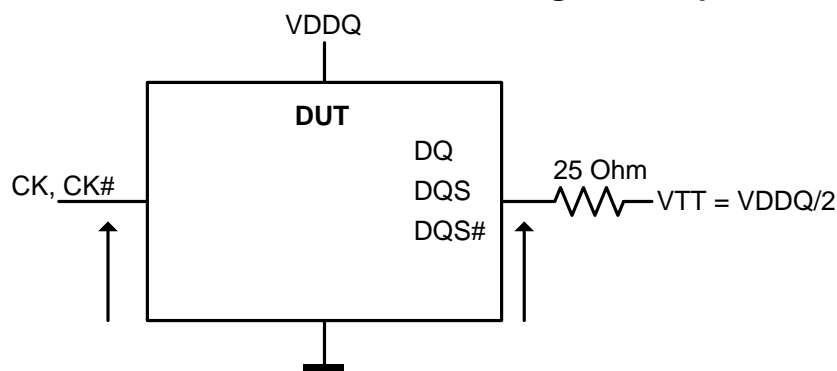 VDDQ
DUT
DQ
CK, CK#
DQS
DQS#
25 Ohm
VTT = VDDQ/2